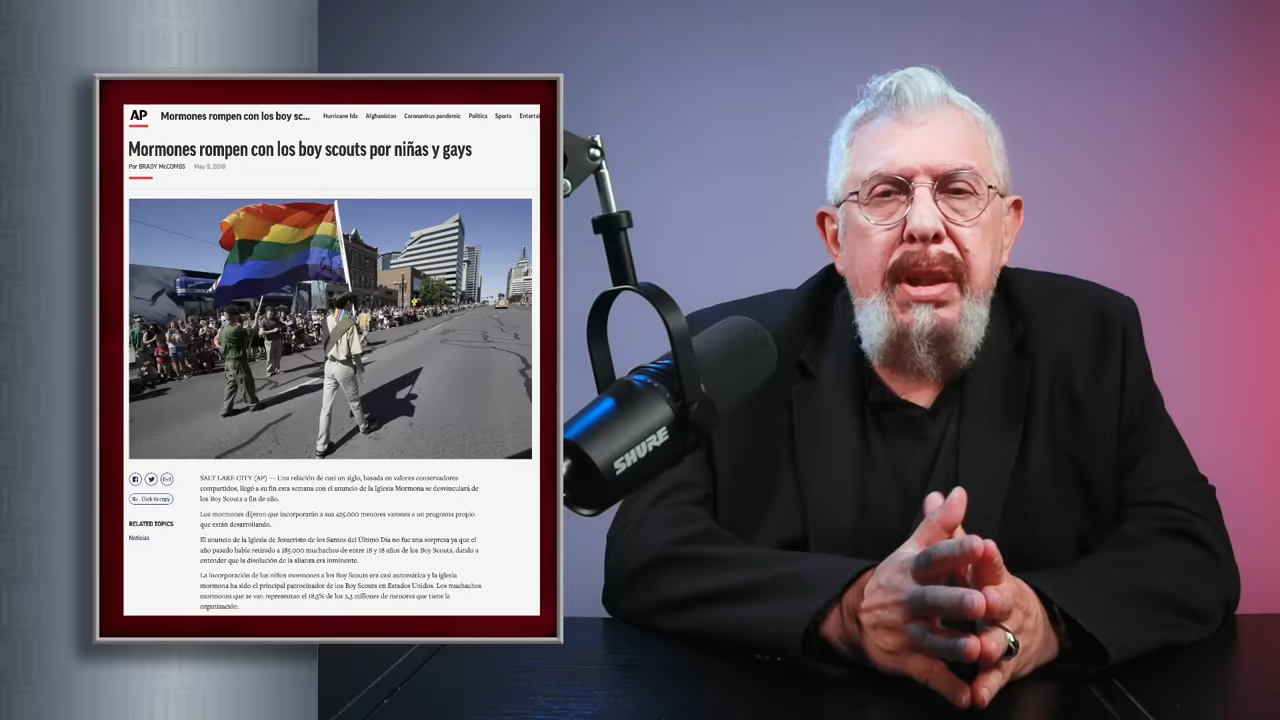 AP
Mormones rompen con los boy sc...
Hurricane Ida Afghanistan Coronavirus pandemic Politics Sports Entertai
Mormones rompen con los boy scouts por niñas y gays
Por BRADY McCOMBS May 9, 2018
SALT LAKE CITY (AP) — Una relación de casi un siglo, basada en valores conservadores
compartidos, llegó a su fin esta semana con el anuncio de la Iglesia Mormona se desvinculará de
los Boy Scouts a fin de año.
Los mormones dijeron que incorporarán a sus 425.000 menores varones a un programa propio
que están desarrollando.
El anuncio de la Iglesia de Jesucristo de los Santos del Último Día no fue una sorpresa ya que el
año pasado había retirado a 185.000 muchachos de entre 18 y 18 años de los Boy Scouts, dando a
entender que la disolución de la alianza era inminente.
La incorporación de los niños mormones a los Boy Scouts era casi automática y la iglesia
mormona ha sido el principal patrocinador de los Boy Scouts en Estados Unidos. Los muchachos
mormones que se van representan el 18,5% de los 2,3 millones de menores que tiene la
organización.
Click to copy
RELATED TOPICS
Noticias
SHURE